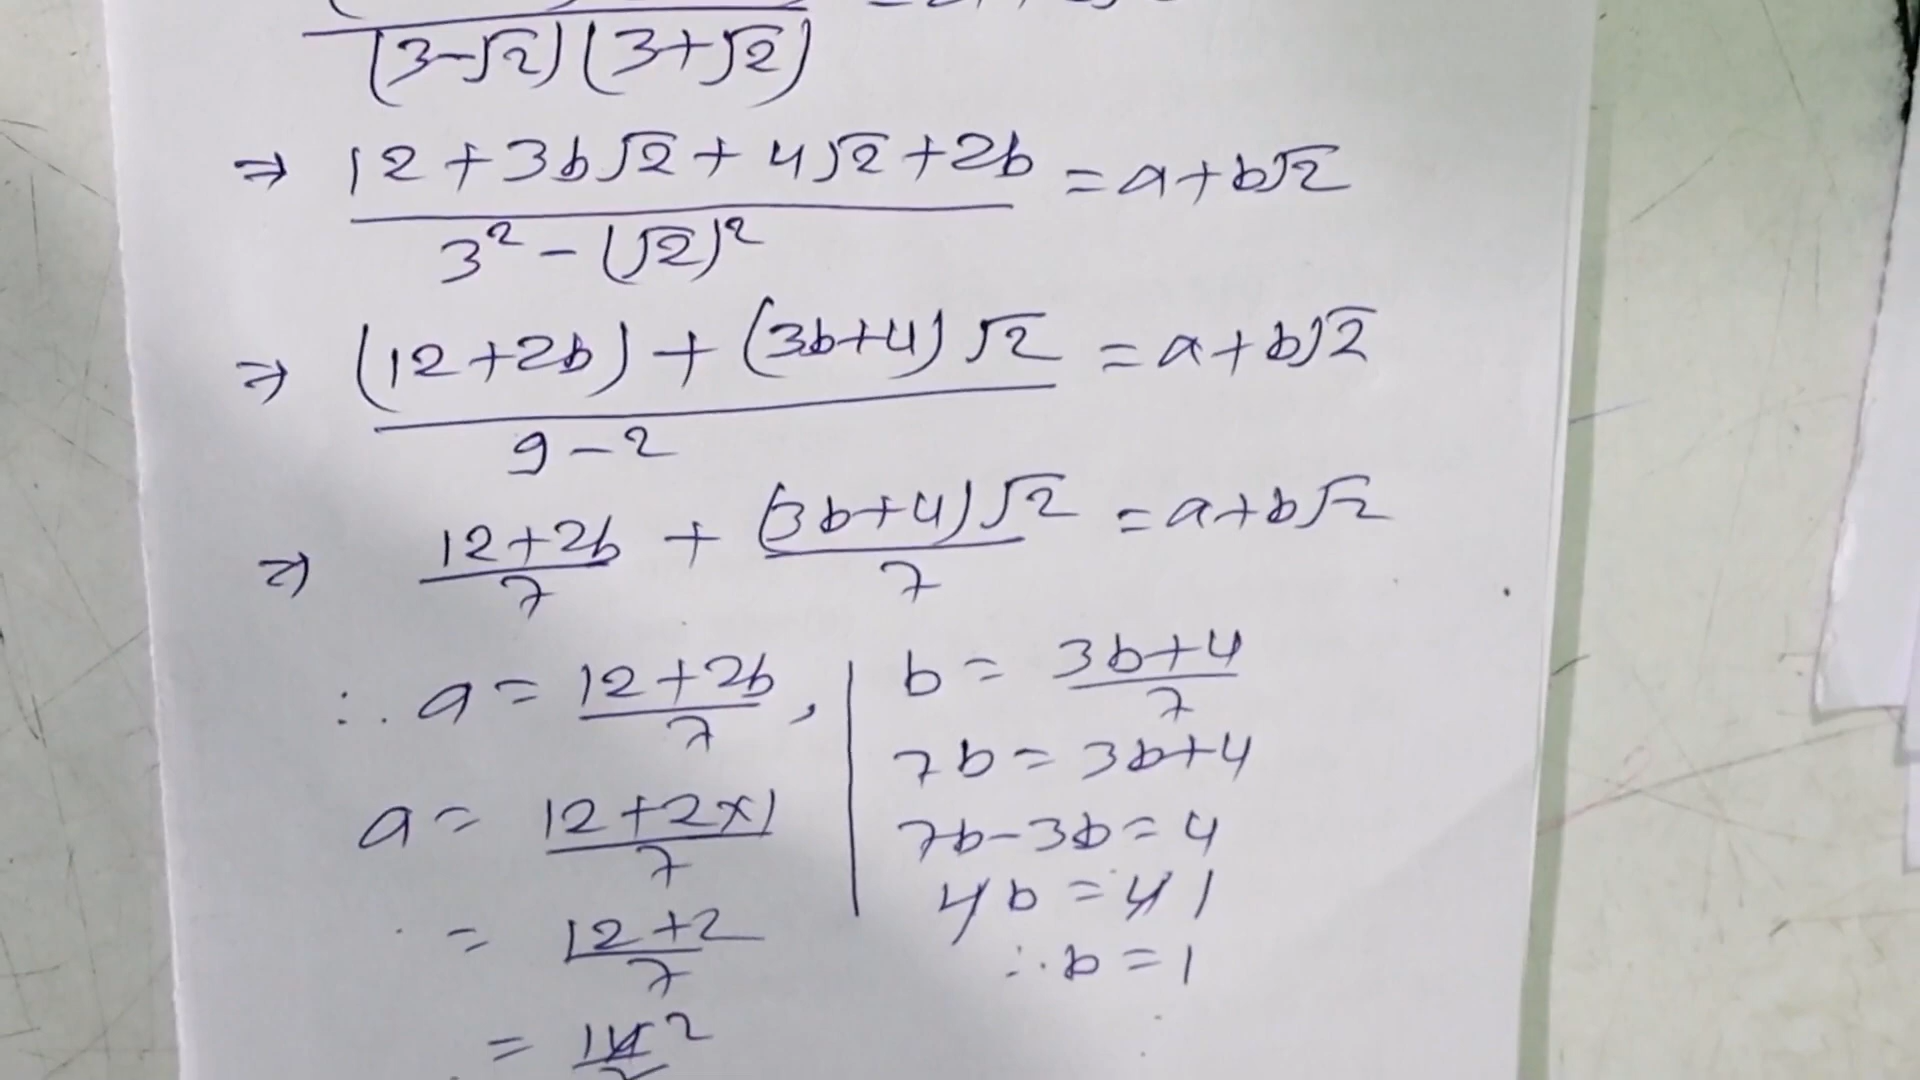 (3-√2)(3+√2)
⇒ 12+3b√2+4√2+2b = a+b√2
3² - (√2)²
⇒ (12+2b) + (3b+4)√2 = a+b√2
9-2
⇒ 12+2b + (3b+4)√2 = a+b√2
7 7
∴ a = 12+2b ,
7
a = 12+2×1
7
= 12+2
7
= 14 2
b = 3b+4
7
7b = 3b+4
7b-3b = 4
4b = 4 1
∴ b = 1